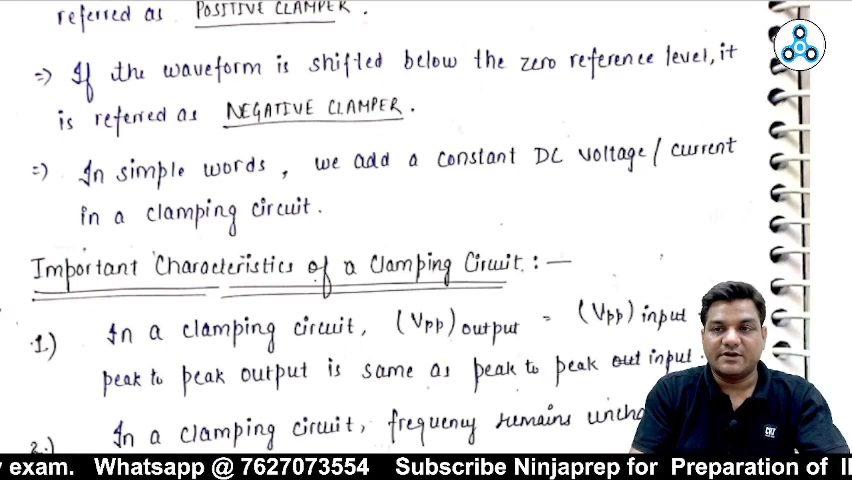 referred as POSITIVE CLAMPER.
=> If the waveform is shifted below the zero reference level, it
is referred as NEGATIVE CLAMPER.
=> In simple words, we add a constant DC voltage/current
in a clamping circuit.
Important Characteristics of a Clamping Circuit:—
1.) In a clamping circuit, (Vpp) output = (Vpp) input
peak to peak output is same as peak to peak out input.
2.) In a clamping circuit, frequency remains
exam. Whatsapp @ 7627073554 Subscribe Ninjaprep for Preparation of